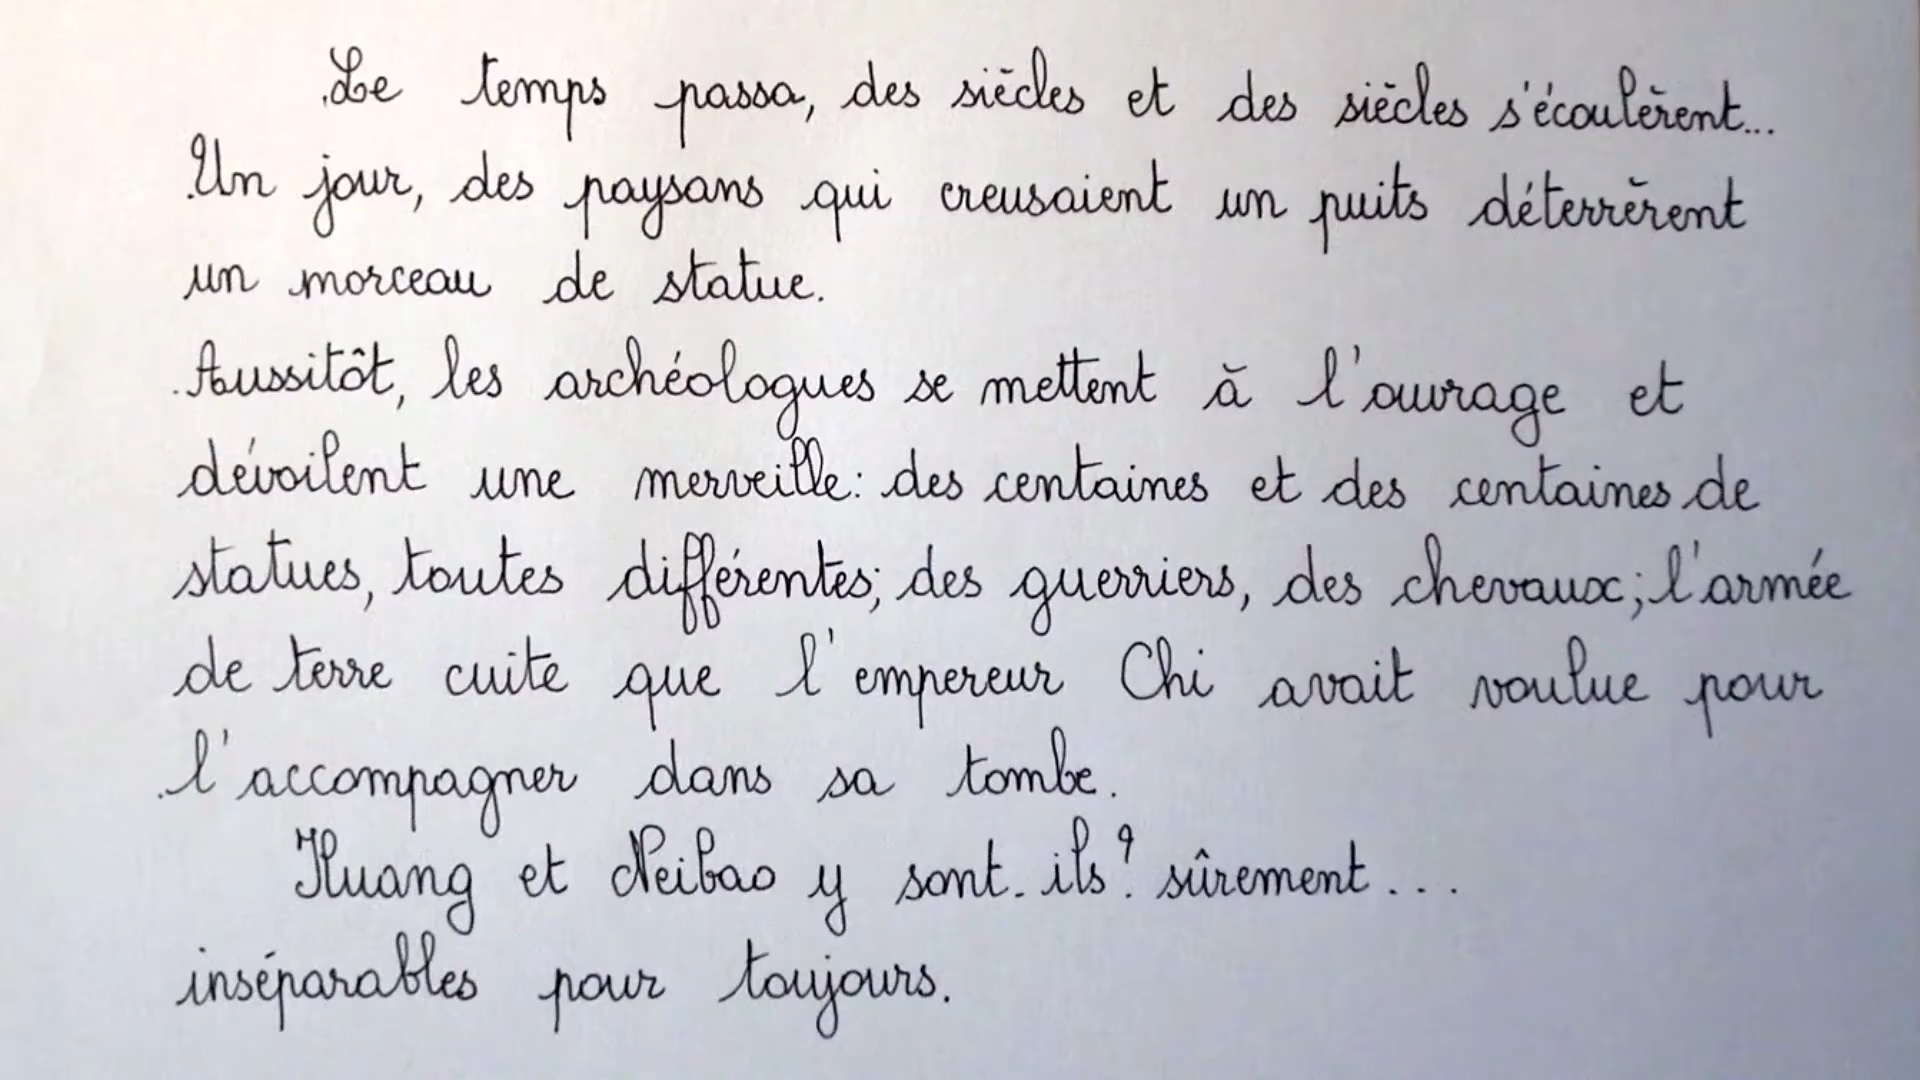 Le temps passa, des siècles et des siècles s'écoulèrent...
Un jour, des paysans qui creusaient un puits déterrèrent
un morceau de statue.
Aussitôt, les archéologues se mettent à l'ouvrage et
dévoilent une merveille: des centaines et des centaines de
statues, toutes différentes; des guerriers, des chevaux; l'armée
de terre cuite que l'empereur Chi avait voulue pour
l'accompagner dans sa tombe.
Huang et Neibao y sont-ils? sûrement...
inséparables pour toujours.